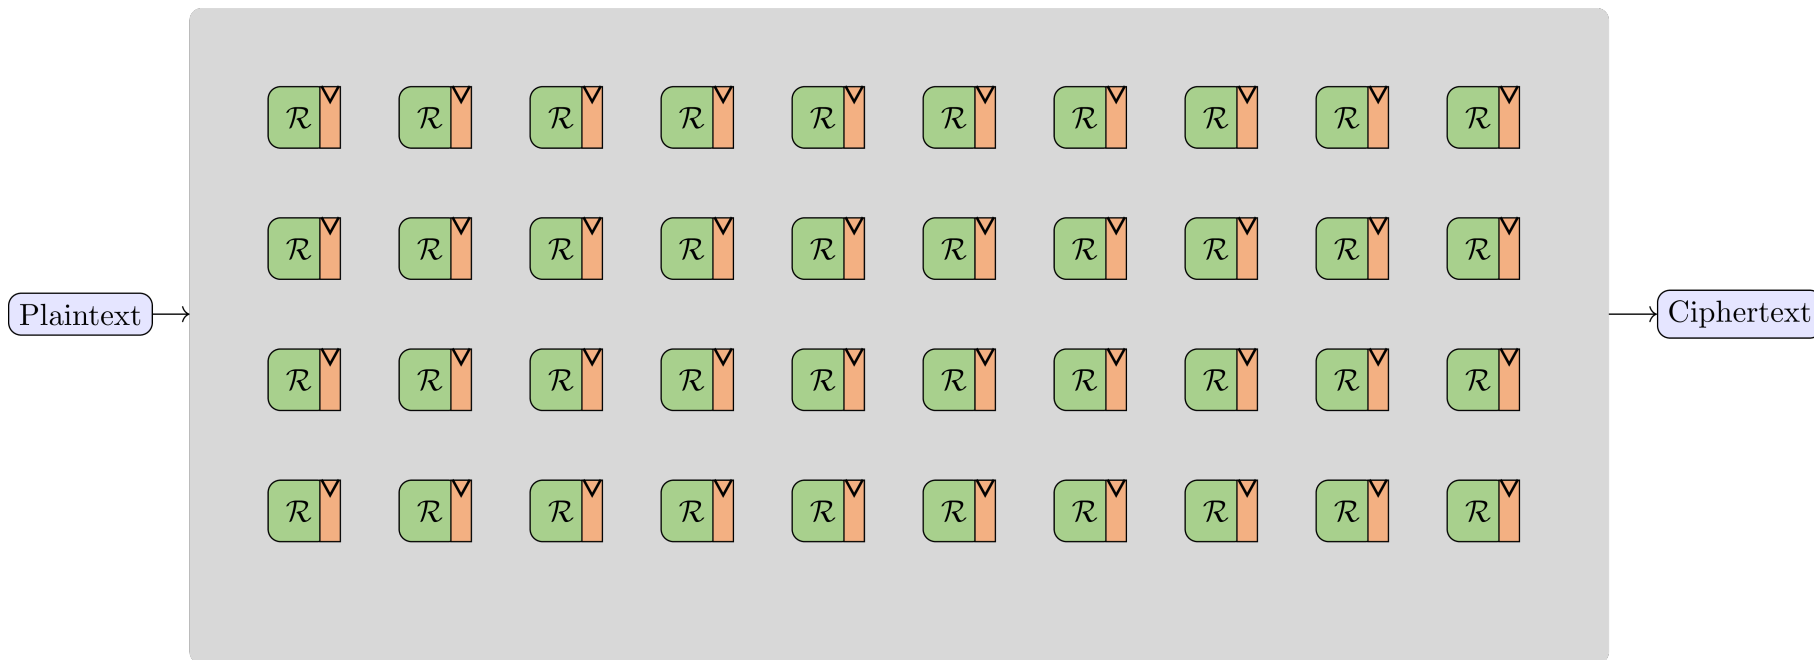 ℛ ℛ ℛ ℛ ℛ ℛ ℛ ℛ ℛ ℛ
ℛ ℛ ℛ ℛ ℛ ℛ ℛ ℛ ℛ ℛ
Plaintext
Ciphertext
ℛ ℛ ℛ ℛ ℛ ℛ ℛ ℛ ℛ ℛ
ℛ ℛ ℛ ℛ ℛ ℛ ℛ ℛ ℛ ℛ